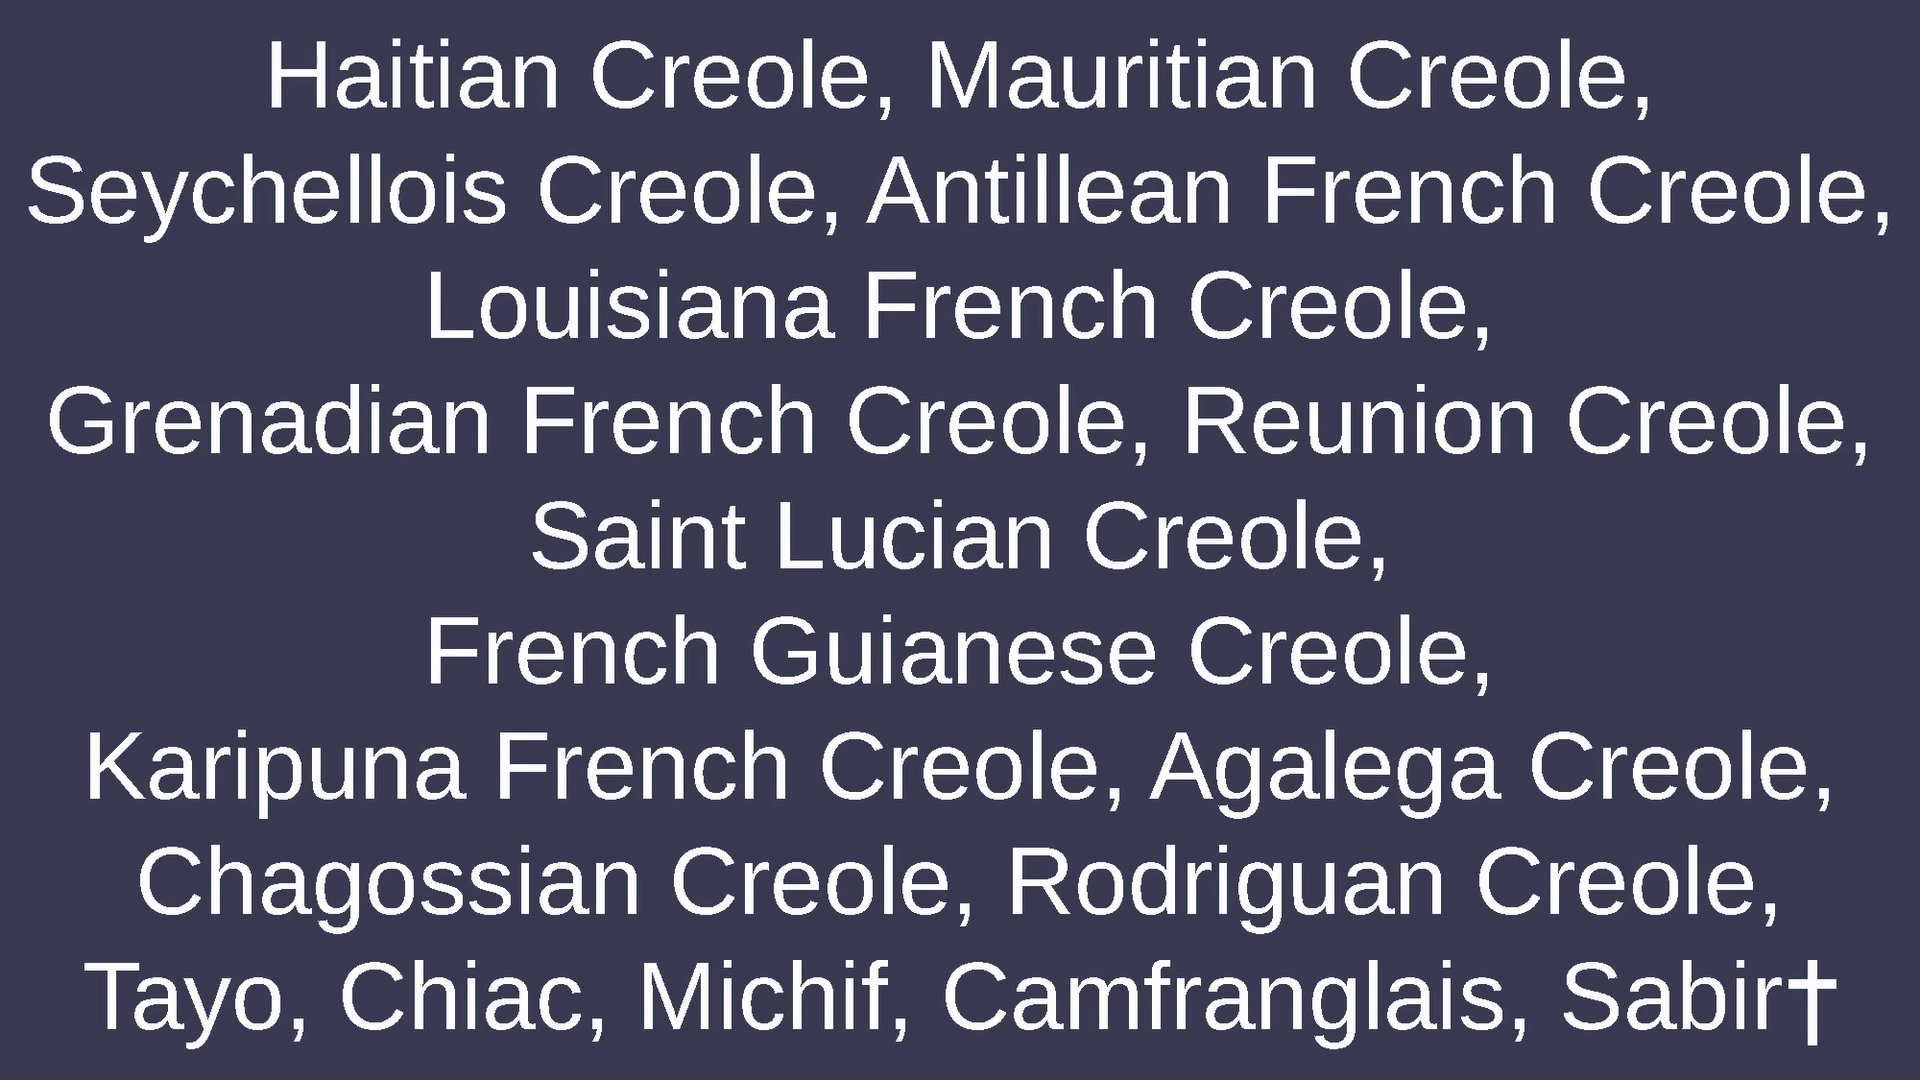 Haitian Creole, Mauritian Creole,
Seychellois Creole, Antillean French Creole,
Louisiana French Creole,
Grenadian French Creole, Reunion Creole,
Saint Lucian Creole,
French Guianese Creole,
Karipuna French Creole, Agalega Creole,
Chagossian Creole, Rodriguan Creole,
Tayo, Chiac, Michif, Camfranglais, Sabir†